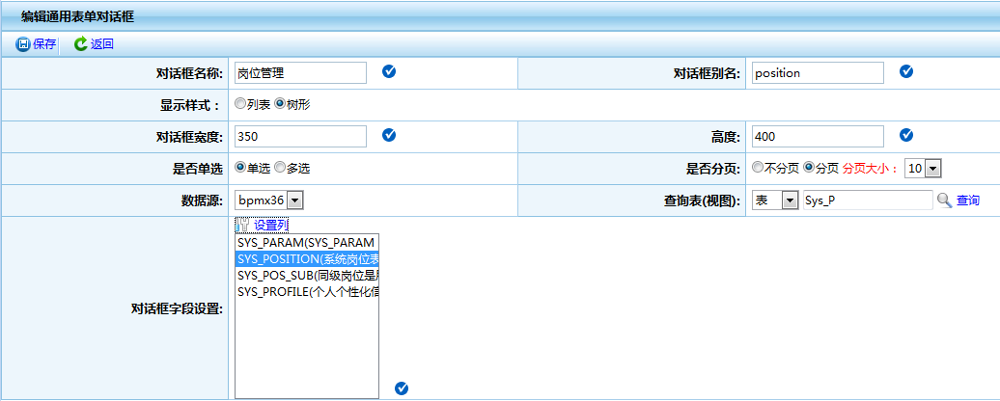 编辑通用表单对话框
保存 返回
对话框名称: 岗位管理 对话框别名: position
显示样式： 列表 树形
对话框宽度: 350 高度: 400
是否单选 单选 多选 是否分页: 不分页 分页 分页大小： 10
数据源: bpmx36 查询表(视图): 表 Sys_P 查询
设置列
SYS_PARAM(SYS_PARAM
SYS_POSITION(系统岗位表
SYS_POS_SUB(同级岗位是
SYS_PROFILE(个人个性化信
对话框字段设置: